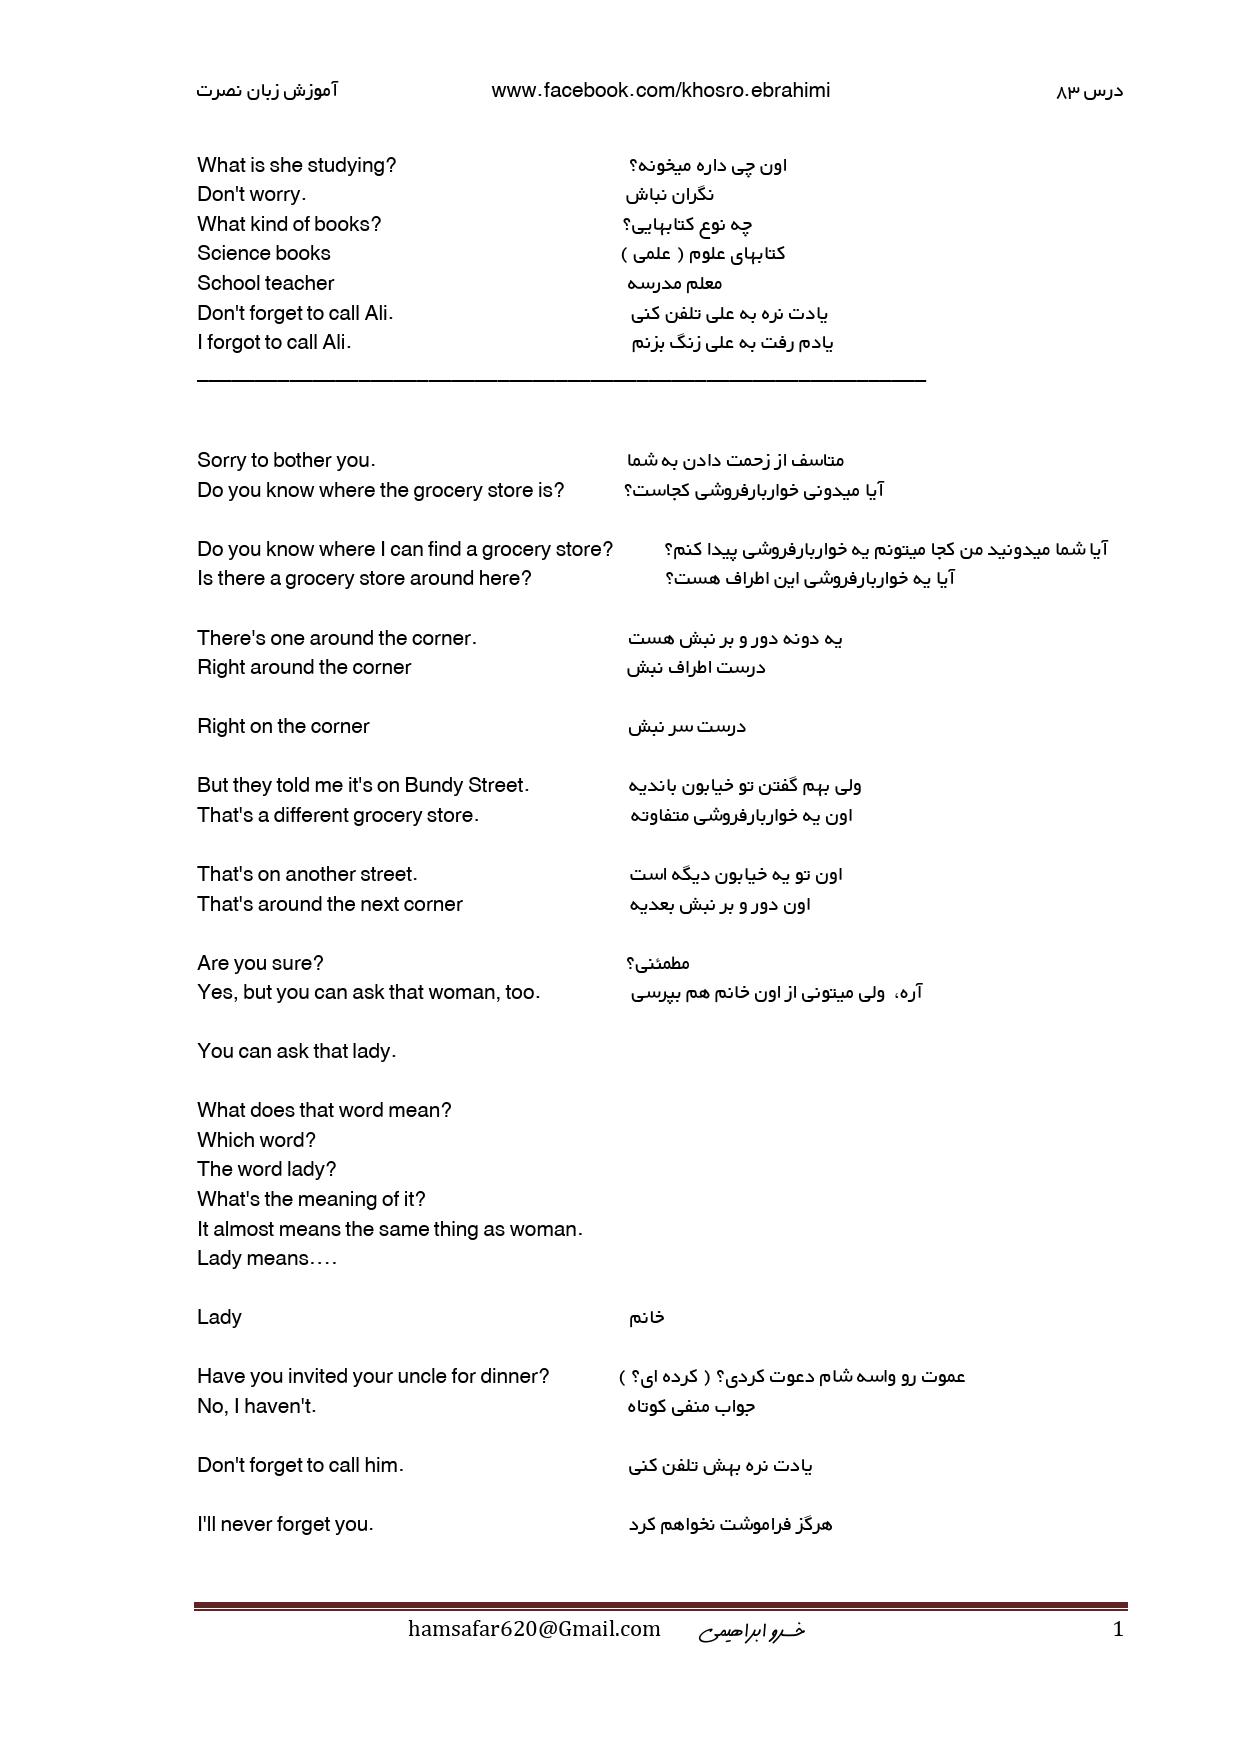 آموزش زبان نصرت www.facebook.com/khosro.ebrahimi درس ۸۳
What is she studying? اون چی داره میخونه؟
Don't worry. نگران نباش
What kind of books? چه نوع کتابهایی؟
Science books کتابهای علوم ( علمی )
School teacher معلم مدرسه
Don't forget to call Ali. یادت نره به علی تلفن کنی
I forgot to call Ali. یادم رفت به علی زنگ بزنم
Sorry to bother you. متاسف از زحمت دادن به شما
Do you know where the grocery store is? آیا میدونی خواربارفروشی کجاست؟
Do you know where I can find a grocery store? آیا شما میدونید من کجا میتونم یه خواربارفروشی پیدا کنم؟
Is there a grocery store around here? آیا یه خواربارفروشی این اطراف هست؟
There's one around the corner. یه دونه دور و بر نبش هست
Right around the corner درست اطراف نبش
Right on the corner درست سر نبش
But they told me it's on Bundy Street. ولی بهم گفتن تو خیابون باندیه
That's a different grocery store. اون یه خواربارفروشی متفاوته
That's on another street. اون تو یه خیابون دیگه است
That's around the next corner اون دور و بر نبش بعدیه
Are you sure? مطمئنی؟
Yes, but you can ask that woman, too. آره، ولی میتونی از اون خانم هم بپرسی
You can ask that lady.
What does that word mean?
Which word?
The word lady?
What's the meaning of it?
It almost means the same thing as woman.
Lady means....
Lady خانم
Have you invited your uncle for dinner? عموت رو واسه شام دعوت کردی؟ ( کرده ای؟ )
No, I haven't. جواب منفی کوتاه
Don't forget to call him. یادت نره بهش تلفن کنی
I'll never forget you. هرگز فراموشت نخواهم کرد
hamsafar620@Gmail.com خسرو ابراهیمی 1